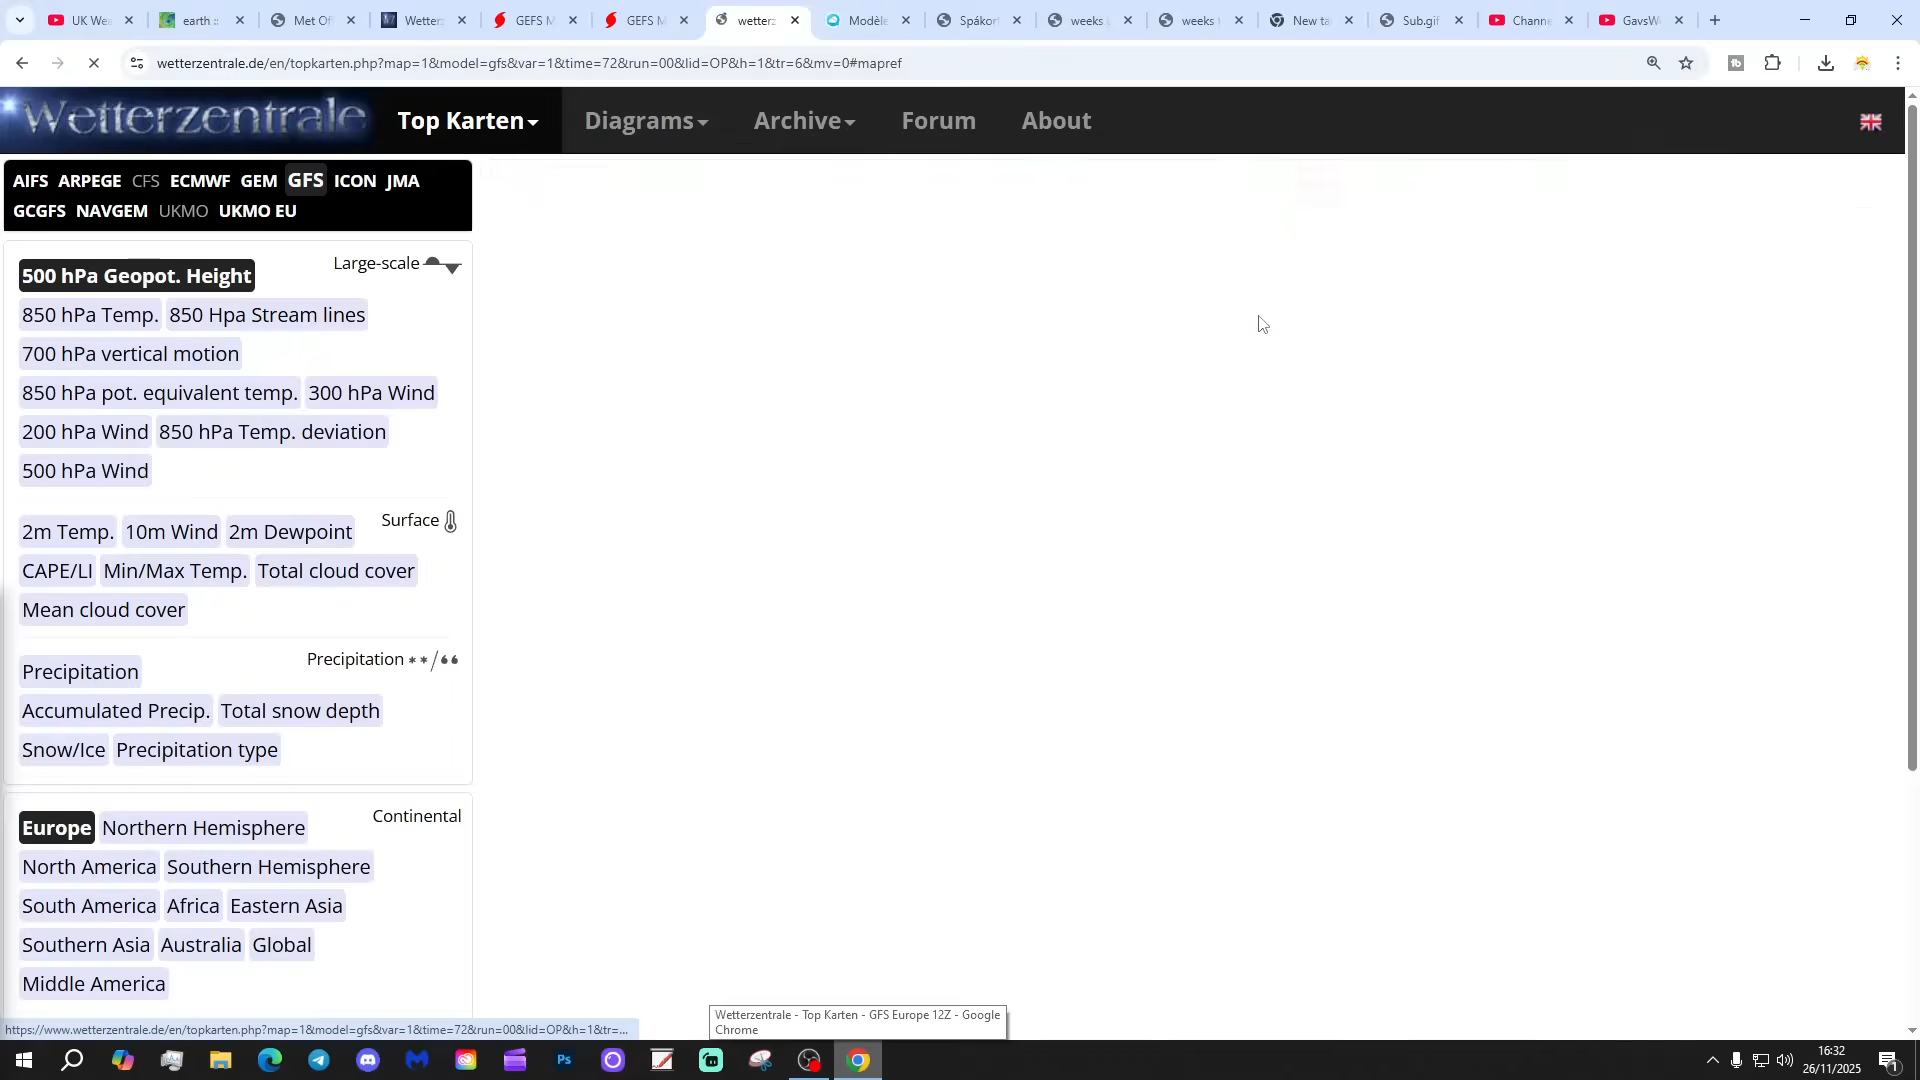 UK Wea
earth ::
Met Of
Wetter
GEFS M
GEFS M
wetterz
Modèle
Spákor
weeks
weeks
New ta
Sub.gif
Channe
GavsW
wetterzentrale.de/en/topkarten.php?map=1&model=gfs&var=1&time=72&run=00&lid=OP&h=1&tr=6&mv=0#mapref
Wetterzentrale Top Karten Diagrams Archive Forum About
AIFS ARPEGE CFS ECMWF GEM GFS ICON JMA
GCGFS NAVGEM UKMO UKMO EU
Large-scale
500 hPa Geopot. Height
850 hPa Temp. 850 Hpa Stream lines
700 hPa vertical motion
850 hPa pot. equivalent temp. 300 hPa Wind
200 hPa Wind 850 hPa Temp. deviation
500 hPa Wind
Surface
2m Temp. 10m Wind 2m Dewpoint
CAPE/LI Min/Max Temp. Total cloud cover
Mean cloud cover
Precipitation **/
Precipitation
Accumulated Precip. Total snow depth
Snow/Ice Precipitation type
Continental
Europe Northern Hemisphere
North America Southern Hemisphere
South America Africa Eastern Asia
Southern Asia Australia Global
Middle America
https://www.wetterzentrale.de/en/topkarten.php?map=1&model=gfs&var=1&time=72&run=00&lid=OP&h=1&tr=...
Wetterzentrale - Top Karten - GFS Europe 12Z - Google
Chrome
Ps
16:32
26/11/2025
1